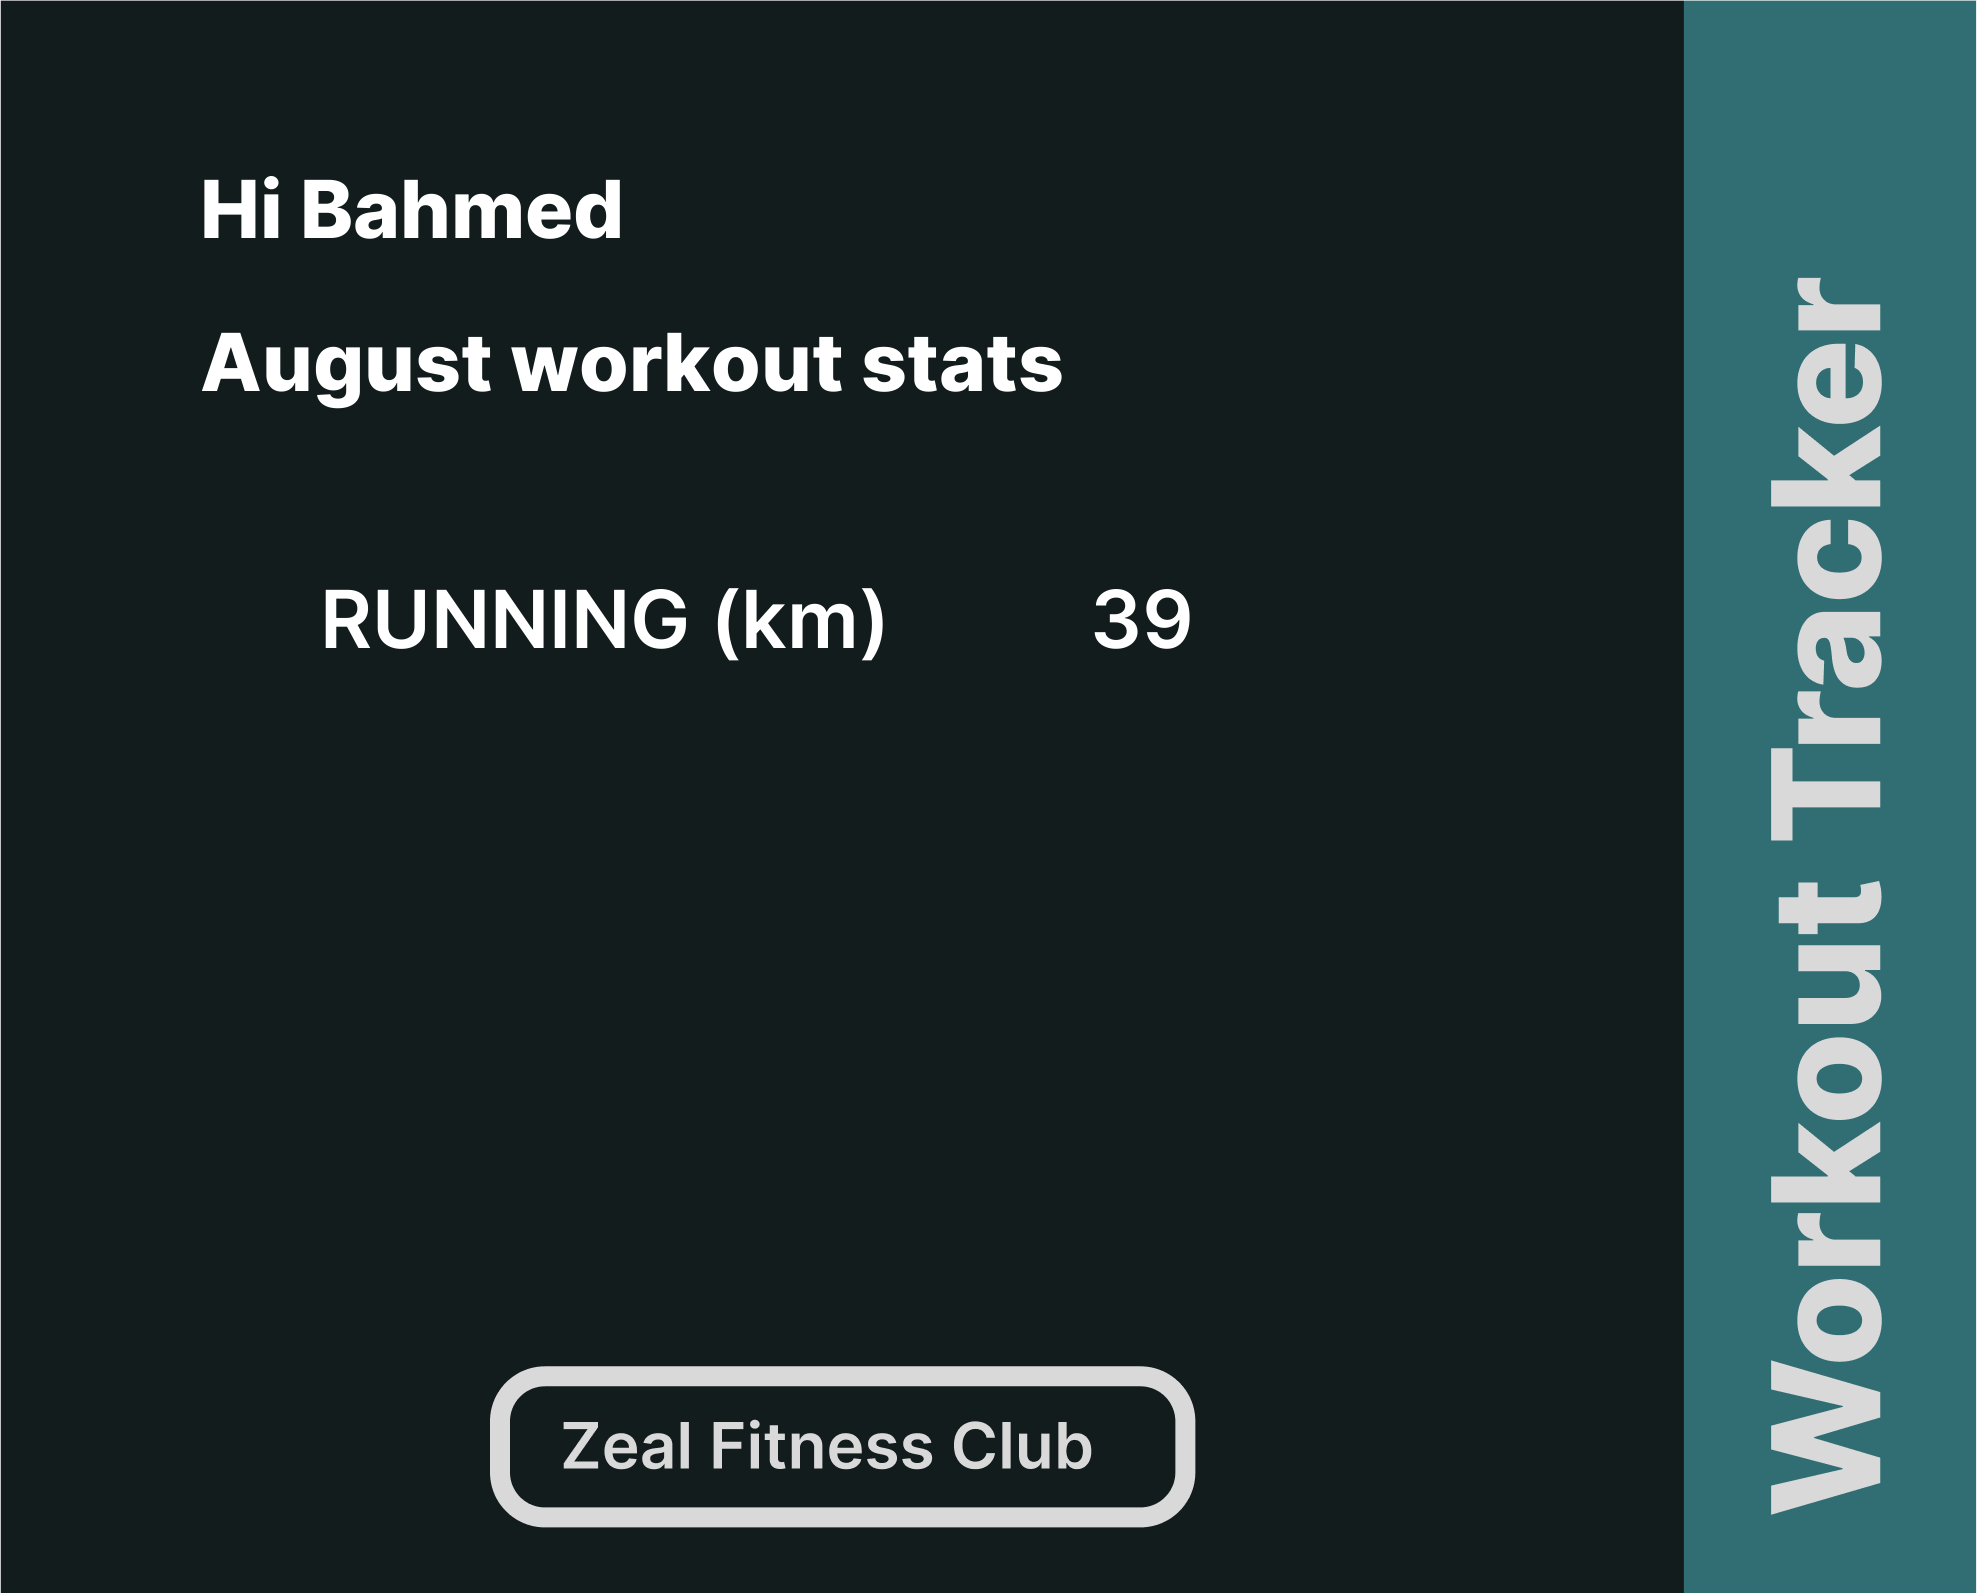 Hi Bahmed
August workout stats
RUNNING (km) 39
Zeal Fitness Club
Workout Tracker